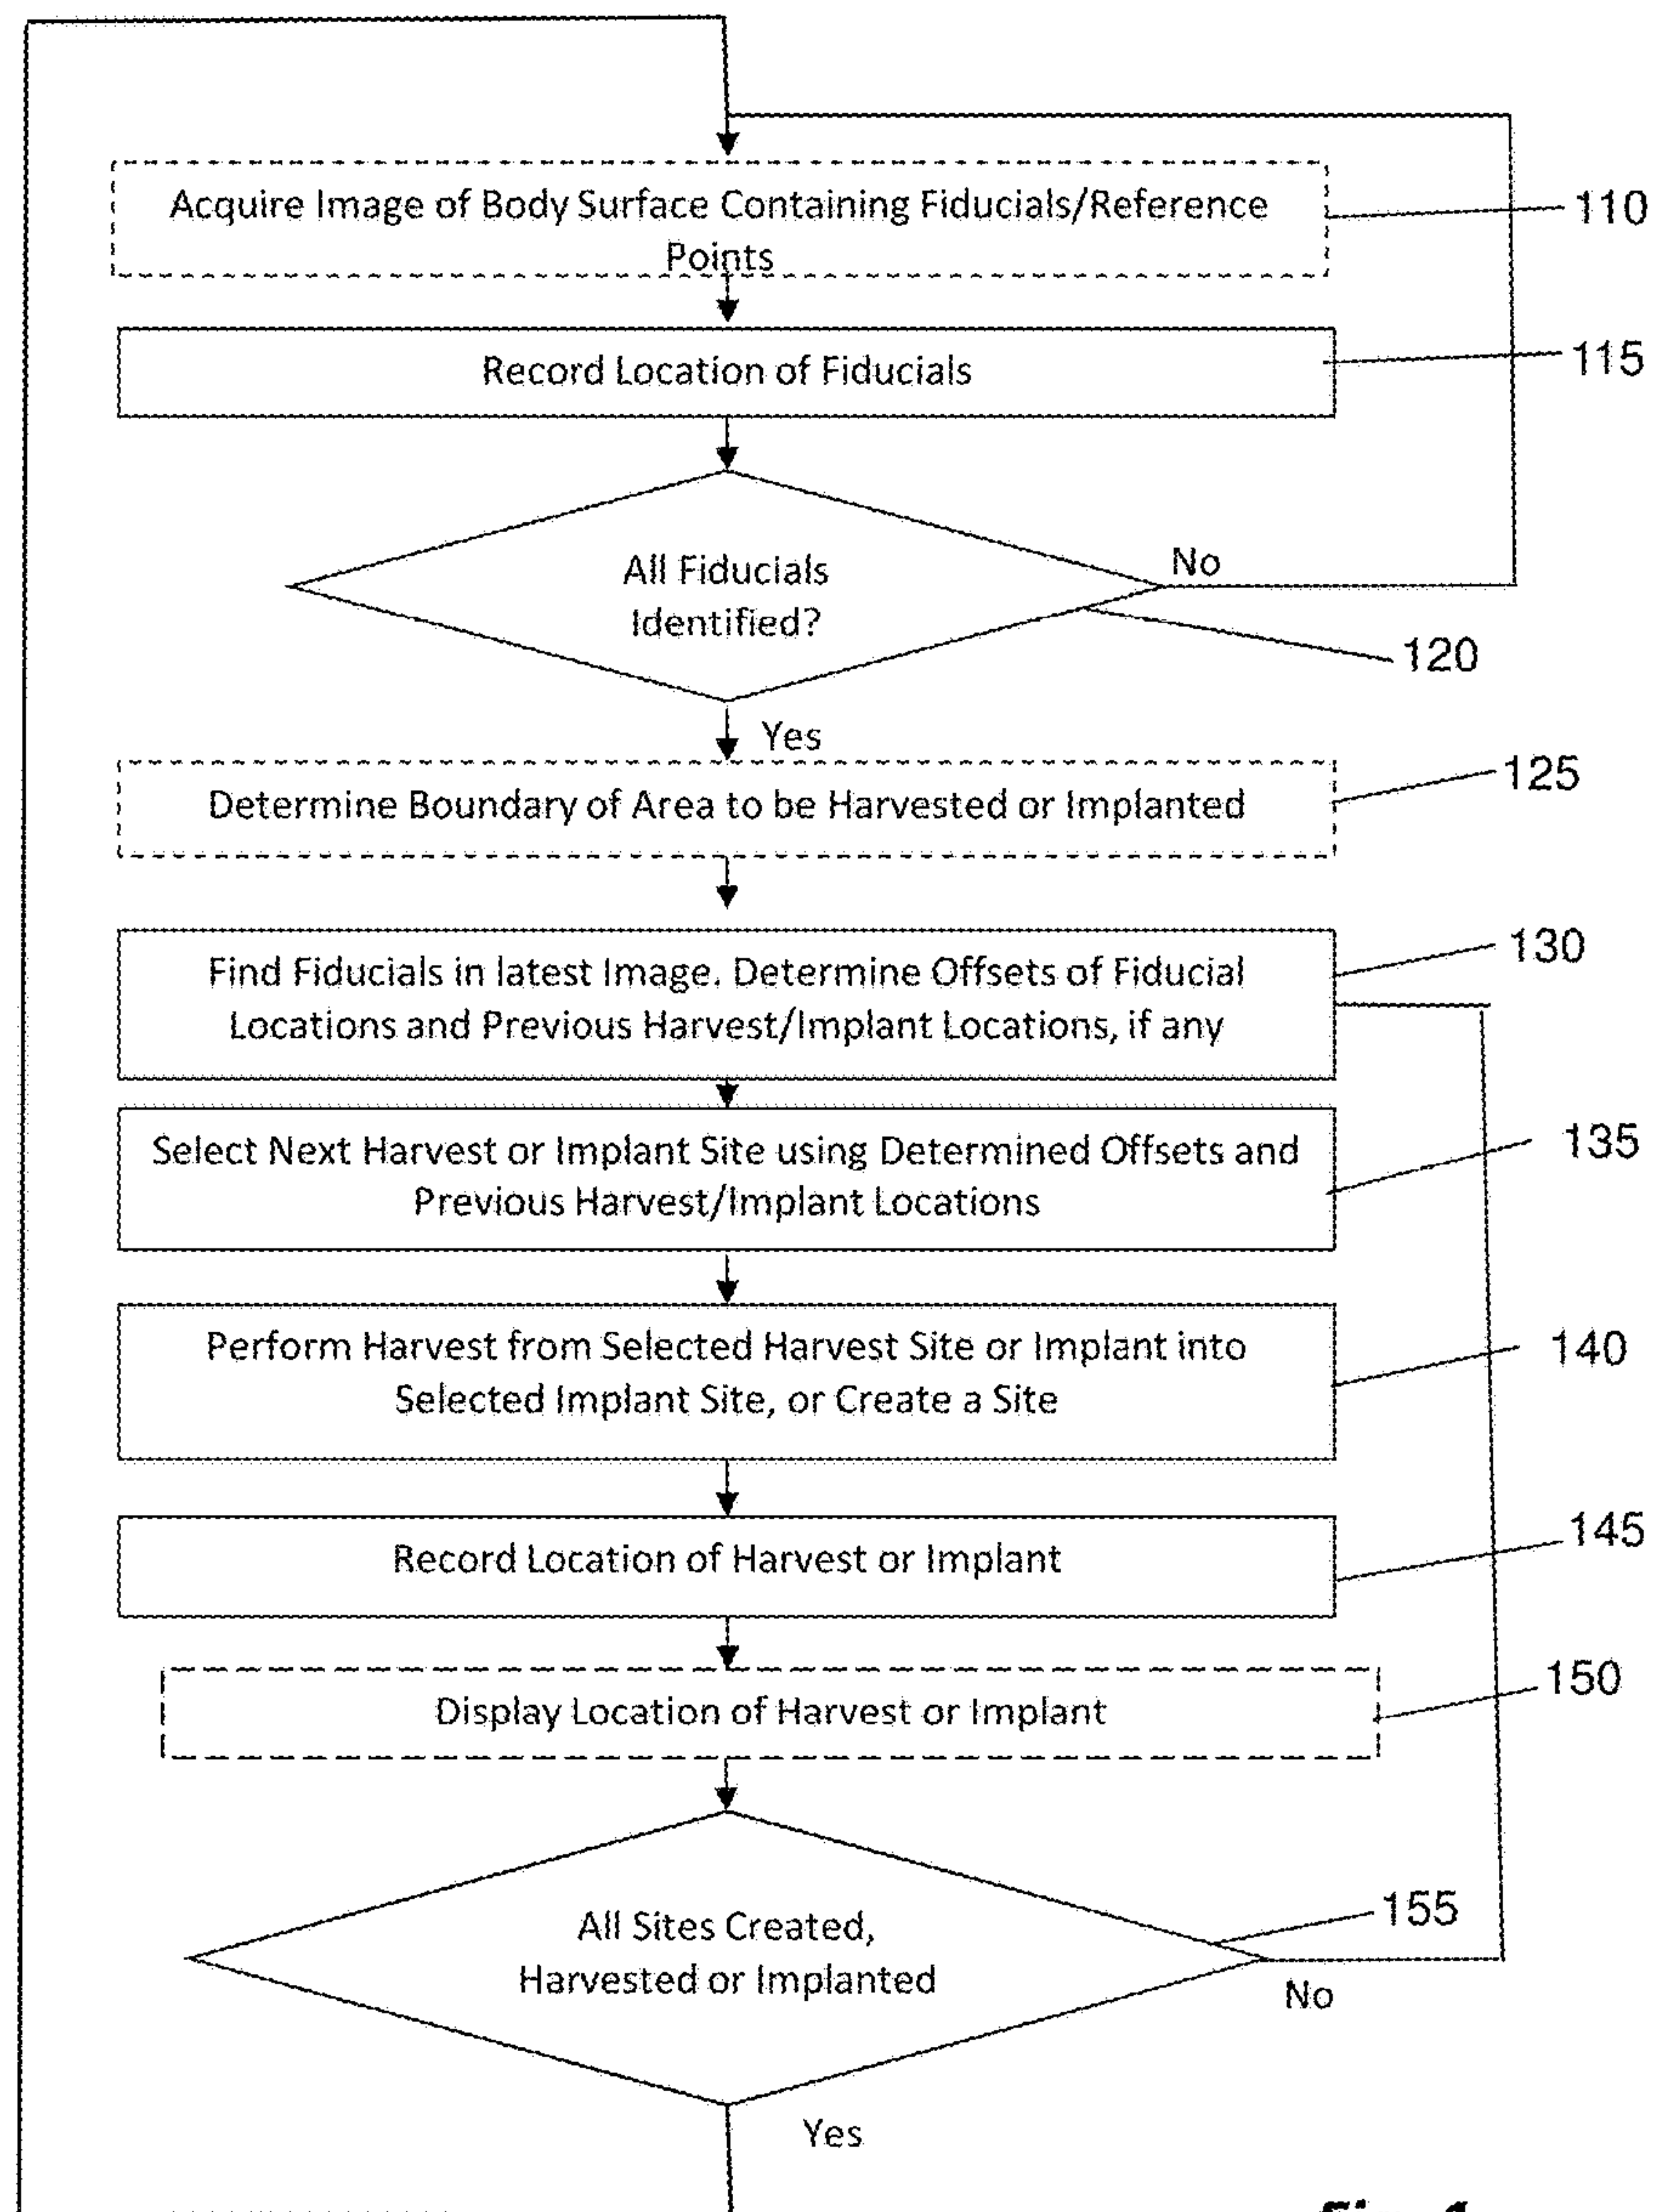 Acquire Image of Body Surface Containing Fiducials/Reference
Points
110
Record Location of Fiducials
115
All Fiducials
Identified?
No
120
Yes
Determine Boundary of Area to be Harvested or Implanted
125
Find Fiducials in latest Image. Determine Offsets of Fiducial
Locations and Previous Harvest/Implant Locations, if any
130
Select Next Harvest or Implant Site using Determined Offsets and
Previous Harvest/Implant Locations
135
Perform Harvest from Selected Harvest Site or Implant into
Selected Implant Site, or Create a Site
140
Record Location of Harvest or Implant
145
Display Location of Harvest or Implant
150
All Sites Created,
Harvested or Implanted
155
No
Yes